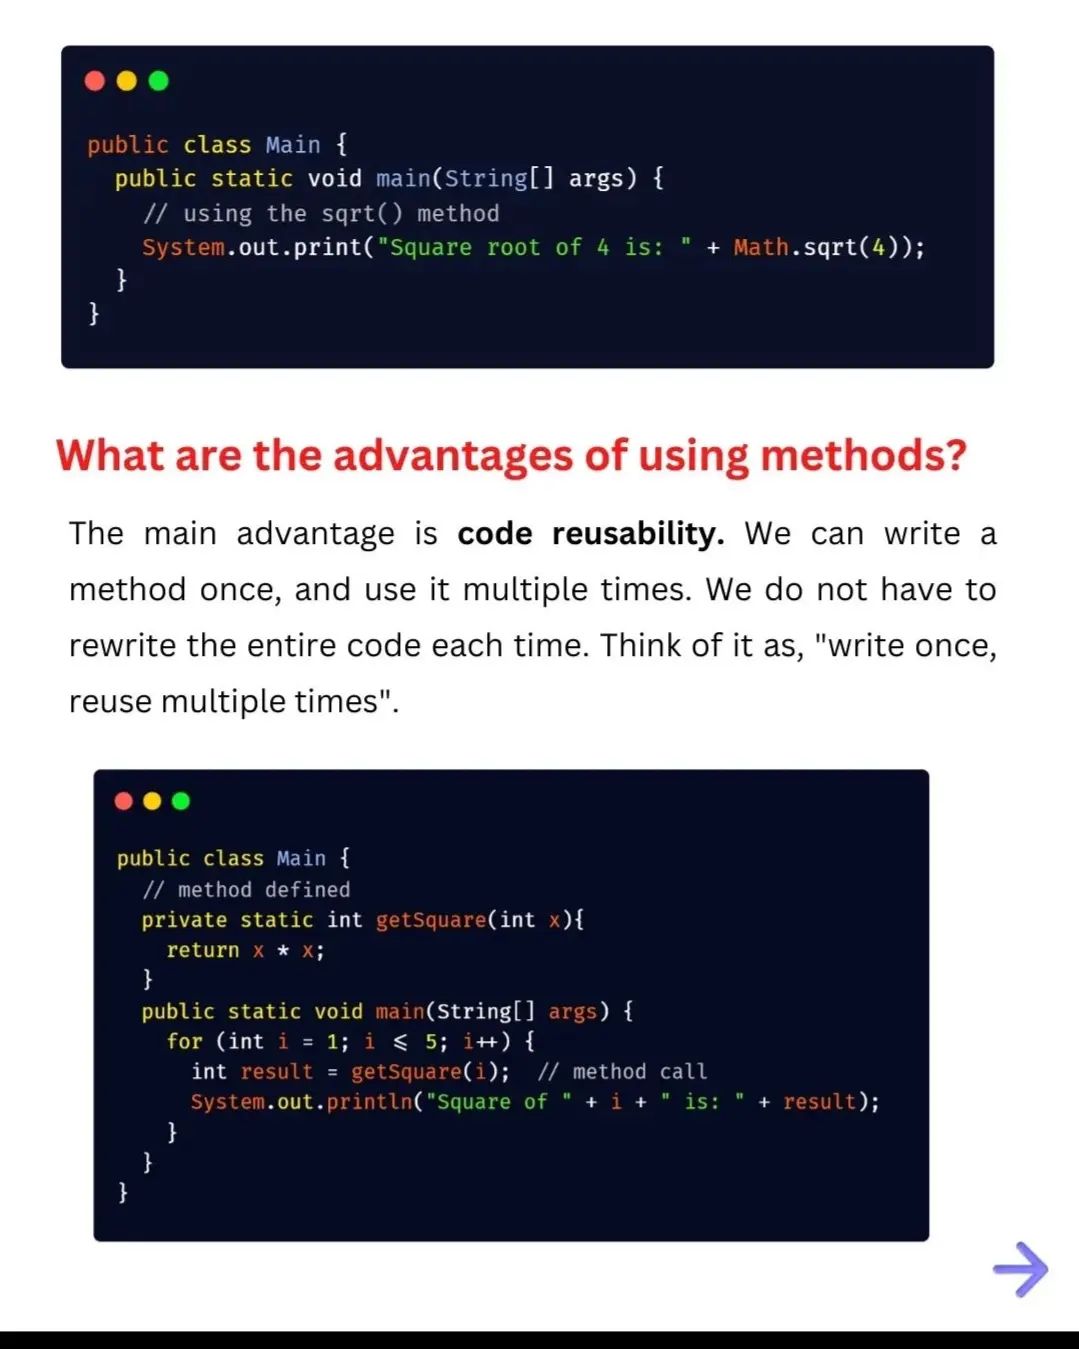 public class Main {
public static void main(String[] args) {
// using the sqrt() method
System.out.print("Square root of 4 is: " + Math.sqrt(4));
}
}
What are the advantages of using methods?
The main advantage is code reusability. We can write a
method once, and use it multiple times. We do not have to
rewrite the entire code each time. Think of it as, "write once,
reuse multiple times".
public class Main {
// method defined
private static int getSquare(int x){
return x * x;
}
public static void main(String[] args) {
for (int i = 1; i <= 5; i++) {
int result = getSquare(i);  // method call
System.out.println("Square of " + i + " is: " + result);
}
}
}